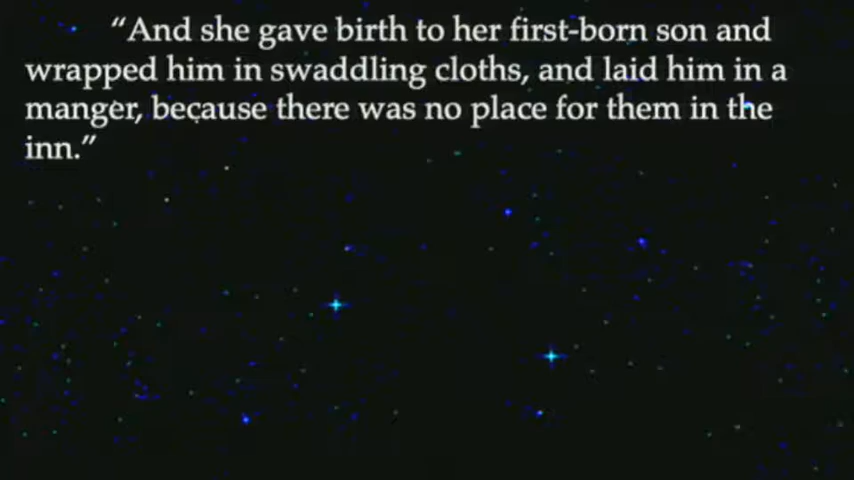 “And she gave birth to her first-born son and
wrapped him in swaddling cloths, and laid him in a
manger, because there was no place for them in the
inn.”